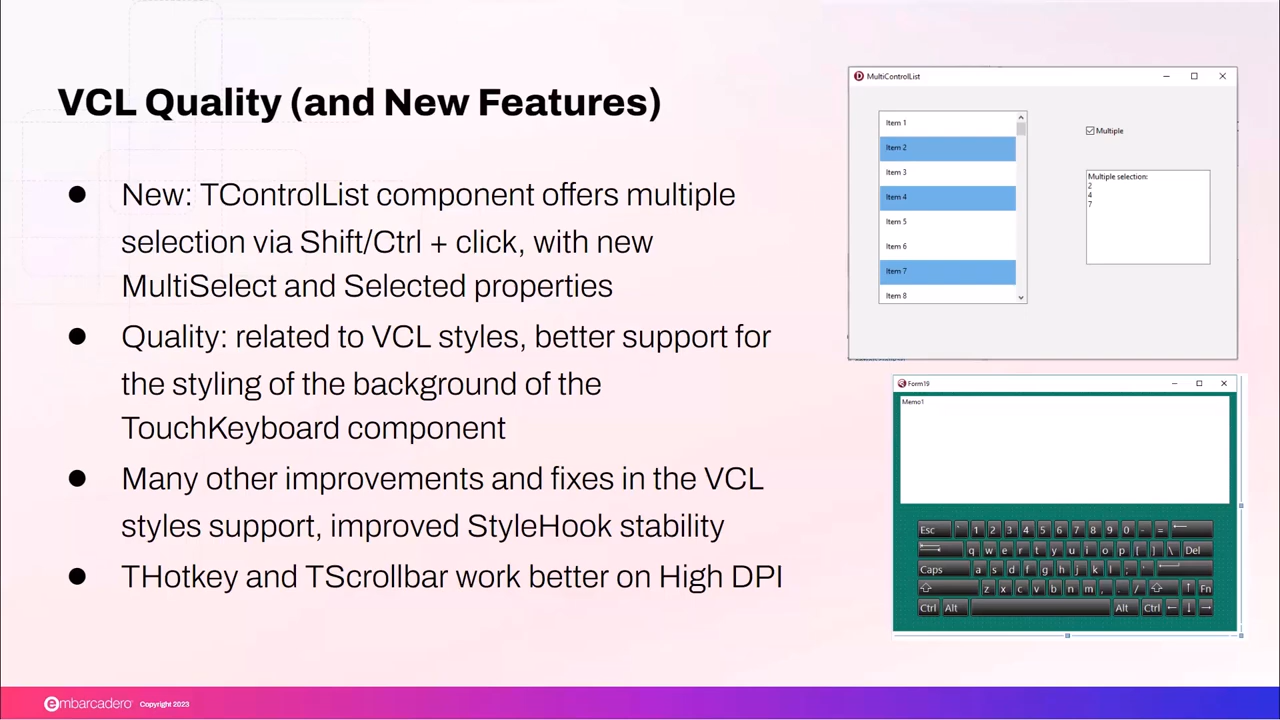 VCL Quality (and New Features)
● New: TControlList component offers multiple
selection via Shift/Ctrl + click, with new
MultiSelect and Selected properties
● Quality: related to VCL styles, better support for
the styling of the background of the
TouchKeyboard component
● Many other improvements and fixes in the VCL
styles support, improved StyleHook stability
● THotkey and TScrollbar work better on High DPI
MultiControlList
Item 1
Item 2
Item 3
Item 4
Item 5
Item 6
Item 7
Item 8
Multiple
Multiple selection:
2
4
7
Form19
Memo1
Esc ` 1 2 3 4 5 6 7 8 9 0 - = ←
q w e r t y u i o p [ ] \ Del
Caps a s d f g h j k l ; '
z x c v b n m , . / ↑ Fn
Ctrl Alt Alt Ctrl ← ↓ →
embarcadero Copyright 2023